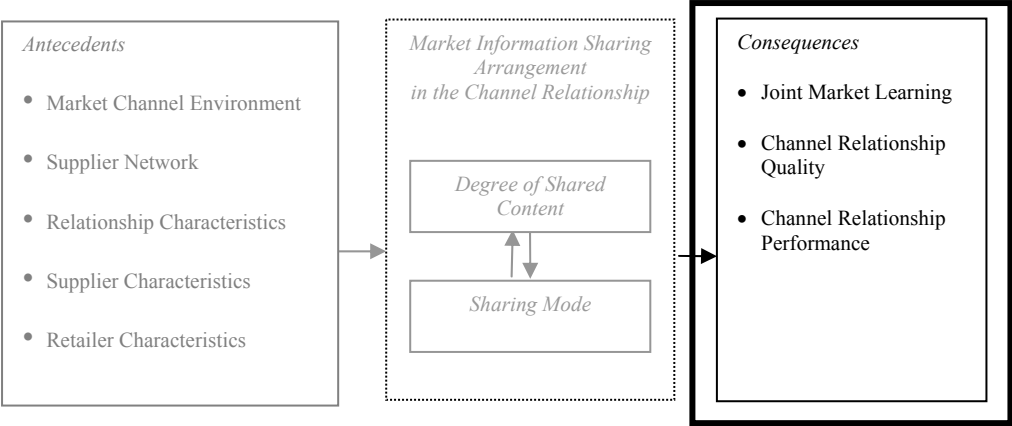 Antecedents
• Market Channel Environment
• Supplier Network
• Relationship Characteristics
• Supplier Characteristics
• Retailer Characteristics
Market Information Sharing
Arrangement
in the Channel Relationship
Degree of Shared
Content
Sharing Mode
Consequences
• Joint Market Learning
• Channel Relationship
Quality
• Channel Relationship
Performance